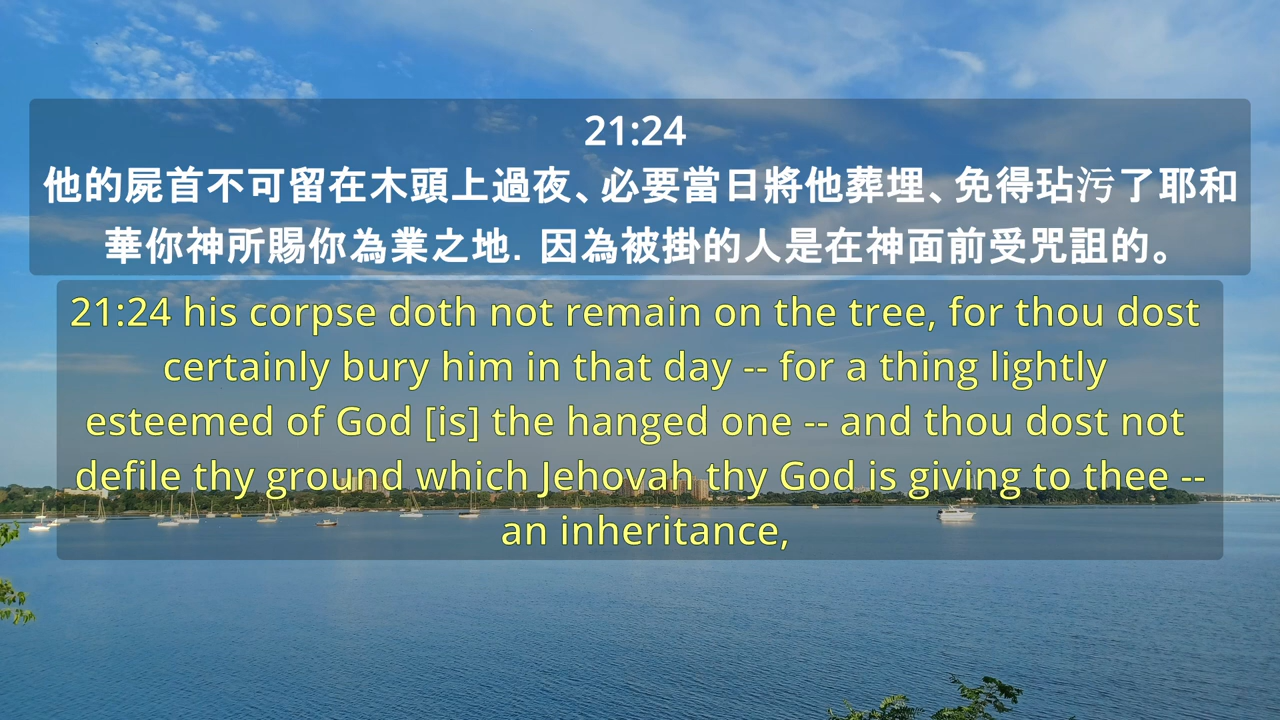 21:24
他的屍首不可留在木頭上過夜、必要當日將他葬埋、免得玷污了耶和
華你神所賜你為業之地. 因為被掛的人是在神面前受咒詛的。
21:24 his corpse doth not remain on the tree, for thou dost
certainly bury him in that day -- for a thing lightly
esteemed of God [is] the hanged one -- and thou dost not
defile thy ground which Jehovah thy God is giving to thee --
an inheritance,